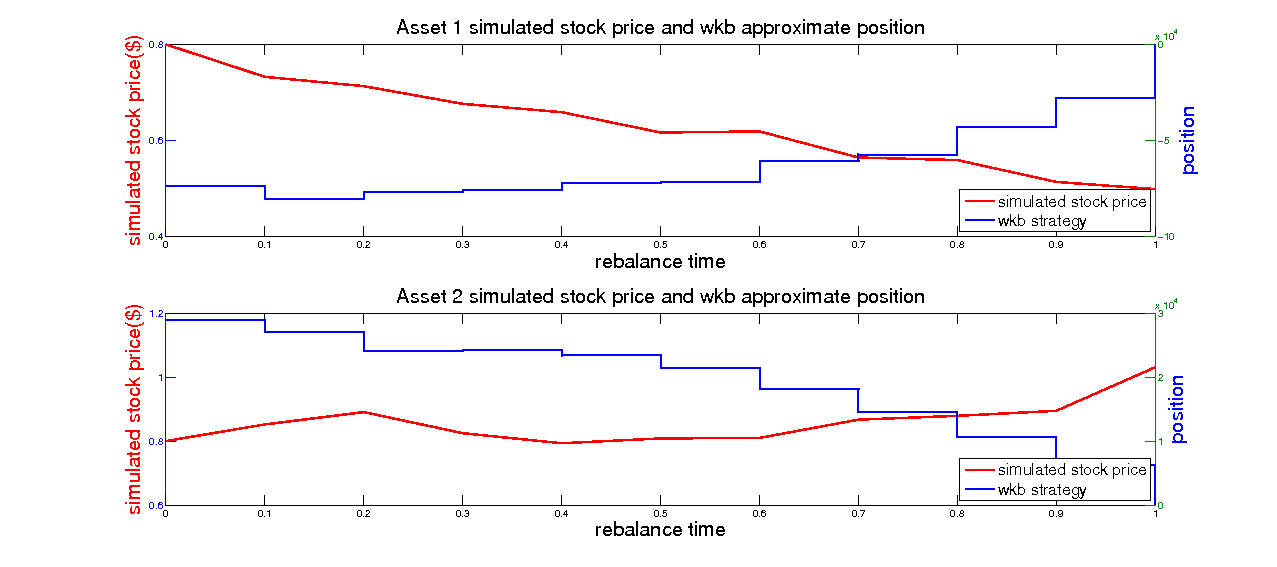 Asset 1 simulated stock price and wkb approximate position
x 10^4
simulated stock price($)
0.8
0.6
0.4
0
-5
-10
position
simulated stock price
wkb strategy
0 0.1 0.2 0.3 0.4 0.5 0.6 0.7 0.8 0.9 1
rebalance time
Asset 2 simulated stock price and wkb approximate position
x 10^4
simulated stock price($)
1.2
1
0.8
0.6
3
2
1
0
position
simulated stock price
wkb strategy
0 0.1 0.2 0.3 0.4 0.5 0.6 0.7 0.8 0.9 1
rebalance time